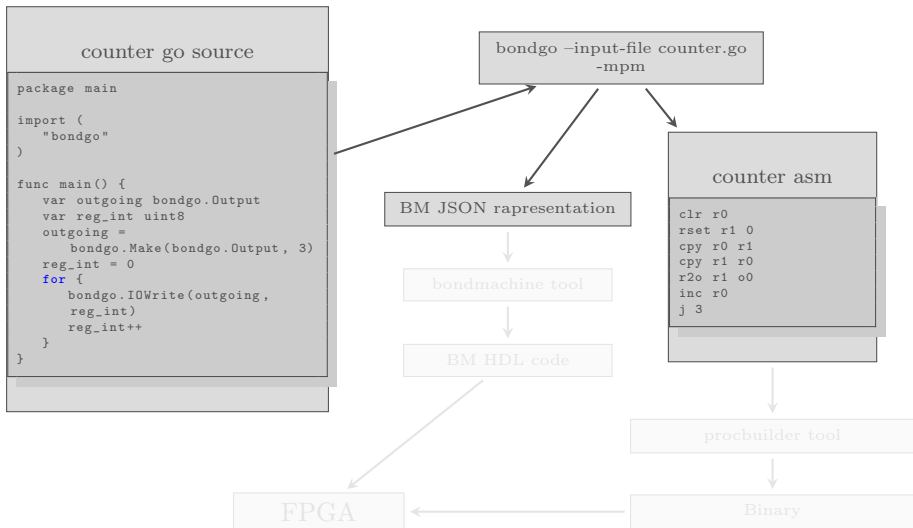 counter go source
package main
import (
"bondgo"
)
func main() {
var outgoing bondgo.Output
var reg_int uint8
outgoing =
bondgo.Make(bondgo.Output, 3)
reg_int = 0
for {
bondgo.IOWrite(outgoing,
reg_int)
reg_int++
}
}
bondgo –input-file counter.go
-mpm
BM JSON rapresentation
bondmachine tool
BM HDL code
FPGA
counter asm
clr r0
rset r1 0
cpy r0 r1
cpy r1 r0
r2o r1 o0
inc r0
j 3
procbuilder tool
Binary